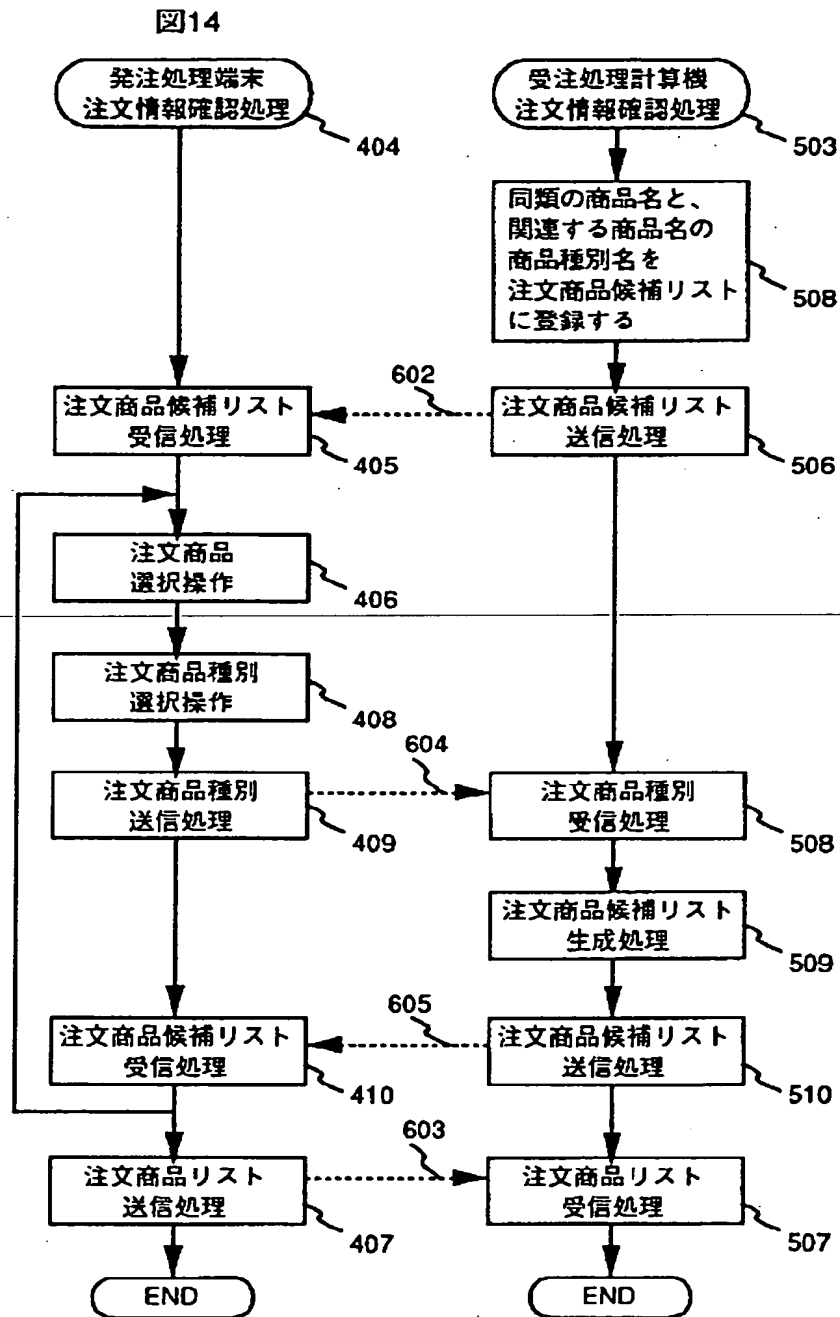 図14
発注処理端末
注文情報確認処理
404
受注処理計算機
注文情報確認処理
503
同類の商品名と、
関連する商品名の
商品種別名を
注文商品候補リスト
に登録する
508
602
注文商品候補リスト
受信処理
405
注文商品候補リスト
送信処理
506
注文商品
選択操作
406
注文商品種別
選択操作
408
604
注文商品種別
送信処理
409
注文商品種別
受信処理
508
注文商品候補リスト
生成処理
509
605
注文商品候補リスト
受信処理
410
注文商品候補リスト
送信処理
510
603
注文商品リスト
送信処理
407
注文商品リスト
受信処理
507
END
END